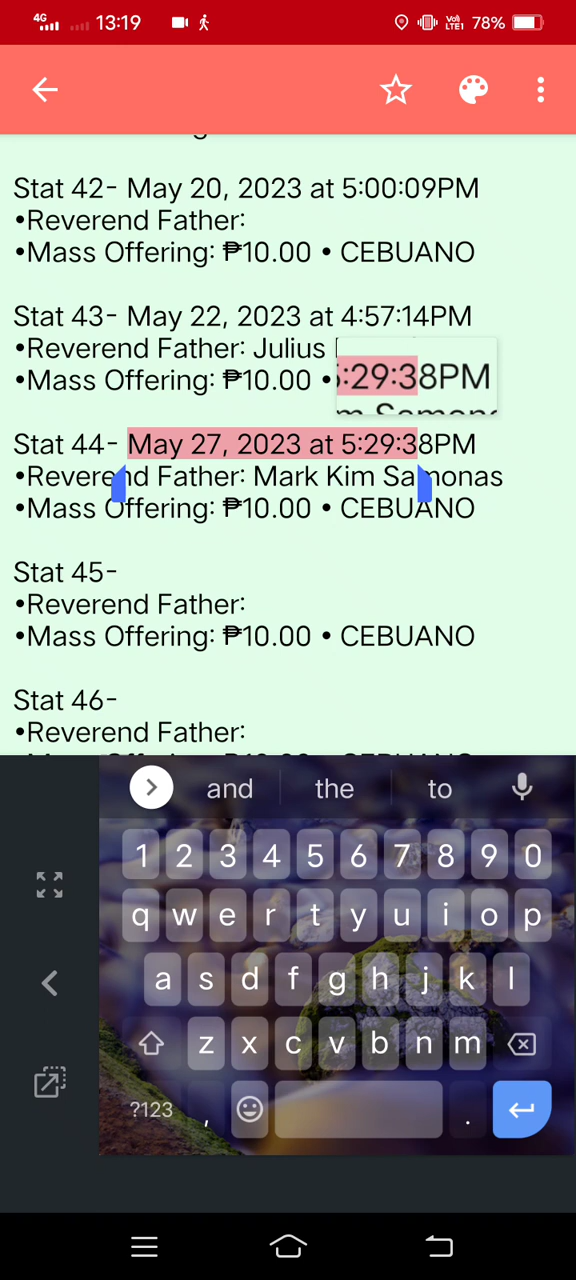 4G 13:19 VoLTE1 78%
Stat 42- May 20, 2023 at 5:00:09PM
•Reverend Father:
•Mass Offering: ₱10.00 • CEBUANO
Stat 43- May 22, 2023 at 4:57:14PM
•Reverend Father: Julius
•Mass Offering: ₱10.00 •
:29:38PM
Stat 44- May 27, 2023 at 5:29:38PM
•Reverend Father: Mark Kim Samonas
•Mass Offering: ₱10.00 • CEBUANO
Stat 45-
•Reverend Father:
•Mass Offering: ₱10.00 • CEBUANO
Stat 46-
•Reverend Father:
and the to
1 2 3 4 5 6 7 8 9 0
q w e r t y u i o p
a s d f g h j k l
z x c v b n m
?123 , .